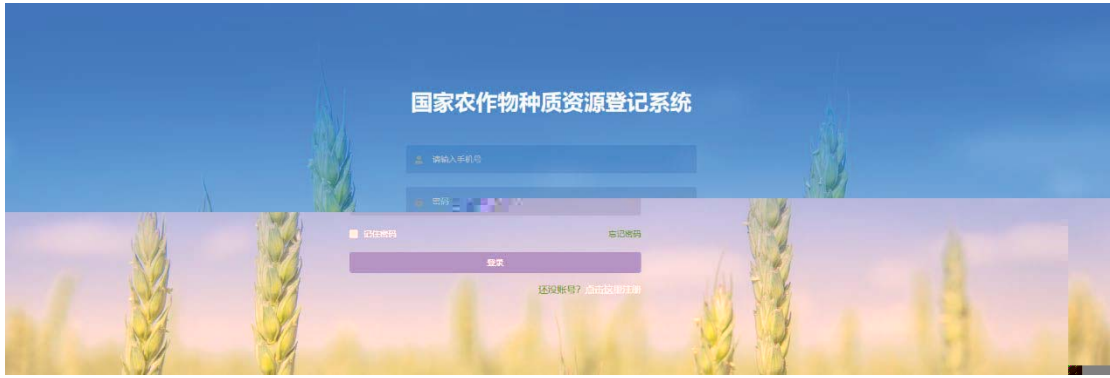 国家农作物种质资源登记系统
请输入手机号
密码
记住密码 忘记密码
登录
还没账号？点击这里注册